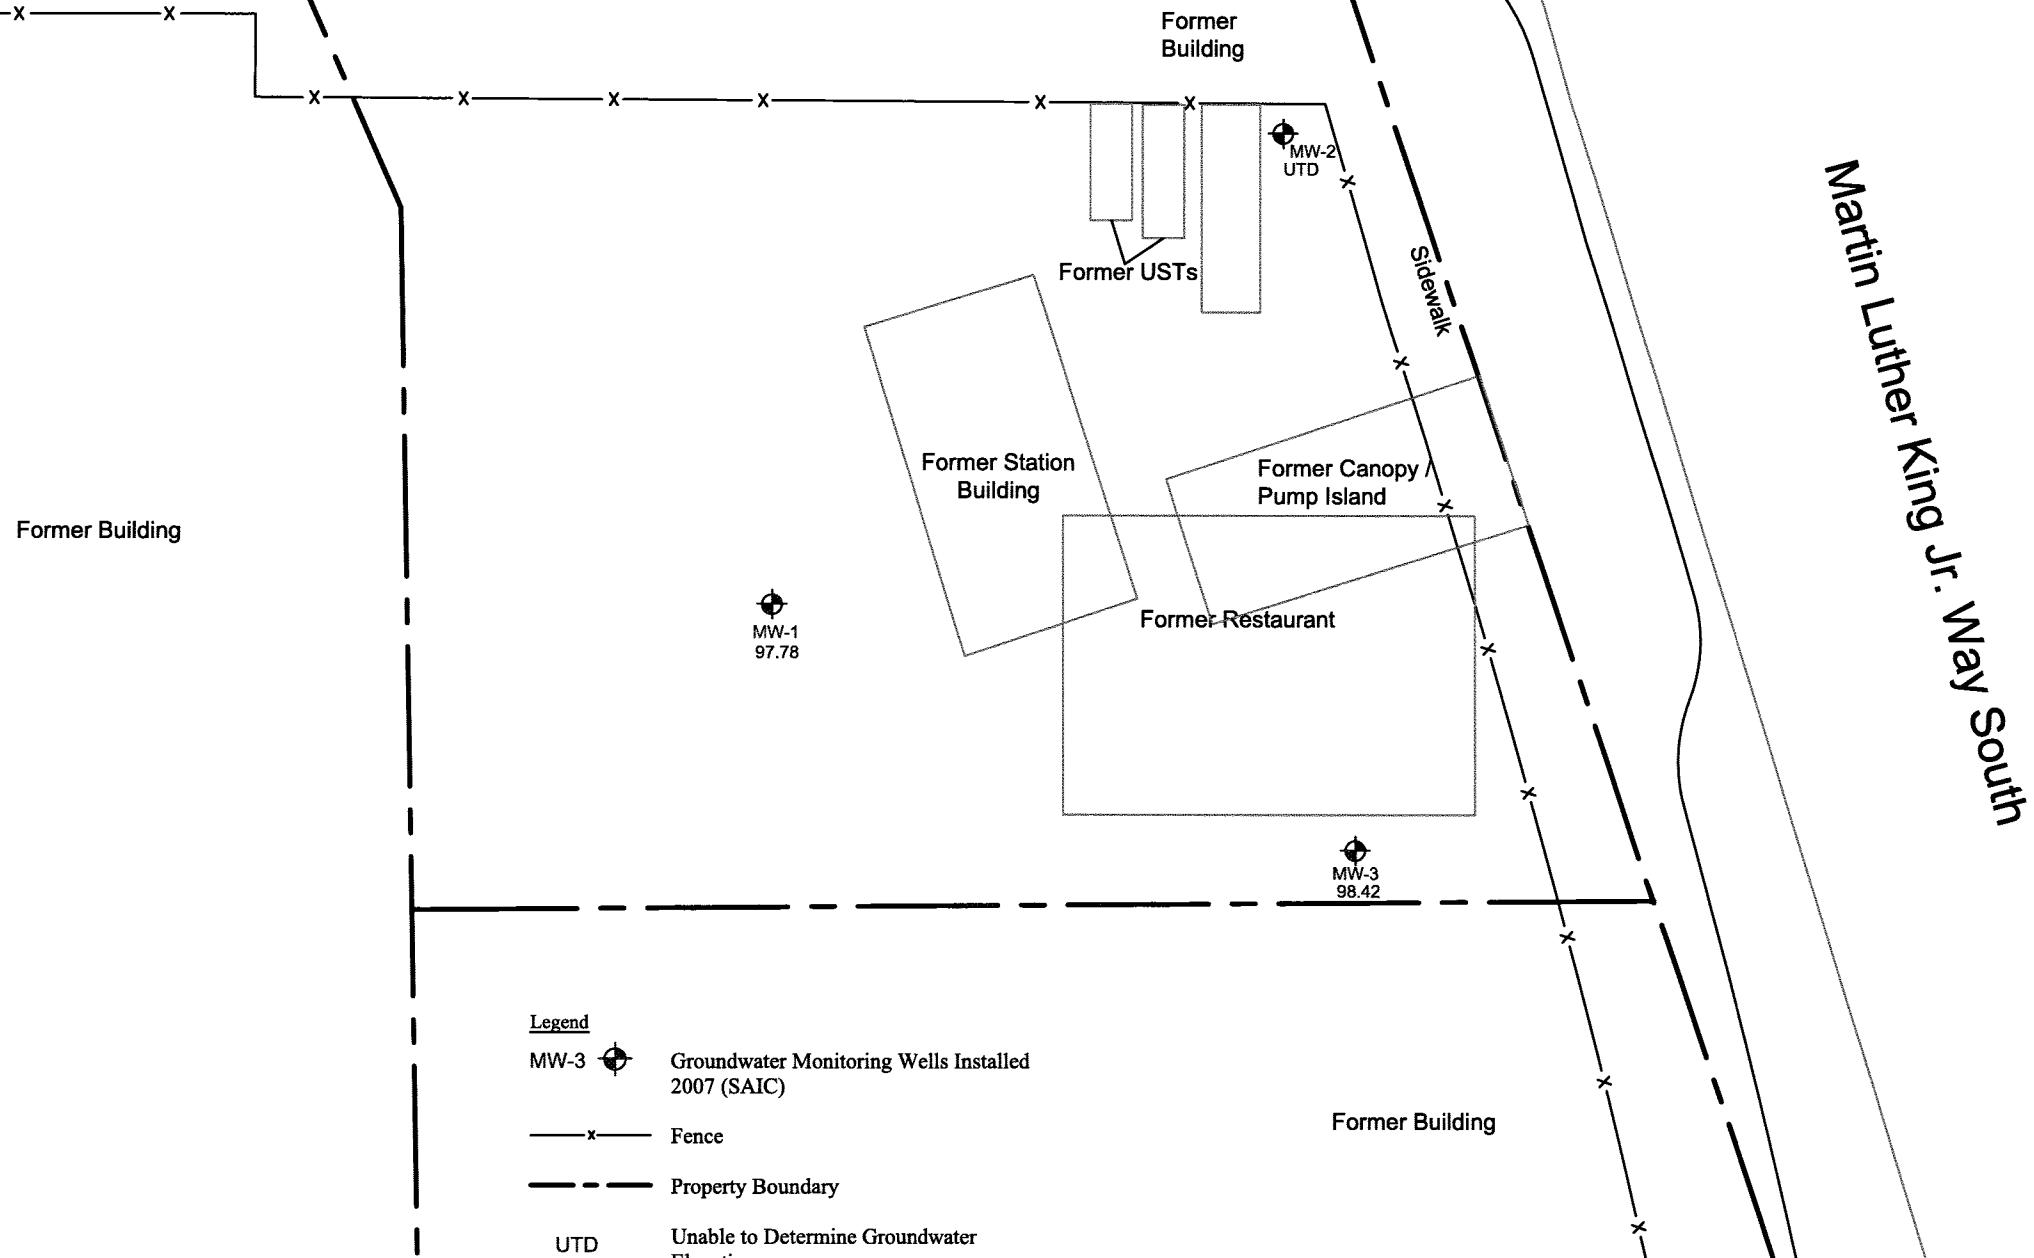 Former
Building
MW-2
UTD
Former USTs
Sidewalk
Martin Luther King Jr. Way South
Former Station
Building
Former Canopy /
Pump Island
Former Building
Former Restaurant
MW-1
97.78
MW-3
98.42
Legend
MW-3 Groundwater Monitoring Wells Installed
2007 (SAIC)
Fence
Property Boundary
Former Building
UTD Unable to Determine Groundwater